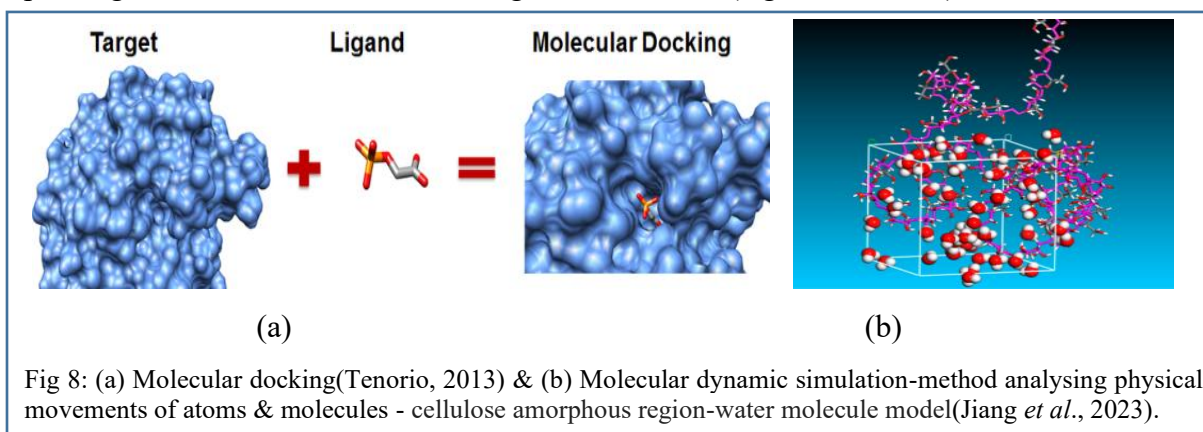 Target
Ligand
Molecular Docking
(b)
(a)
(b)
Fig 8: (a) Molecular docking(Tenorio, 2013) & (b) Molecular dynamic simulation-method analysing physical
movements of atoms & molecules - cellulose amorphous region-water molecule model(Jiang et al., 2023).